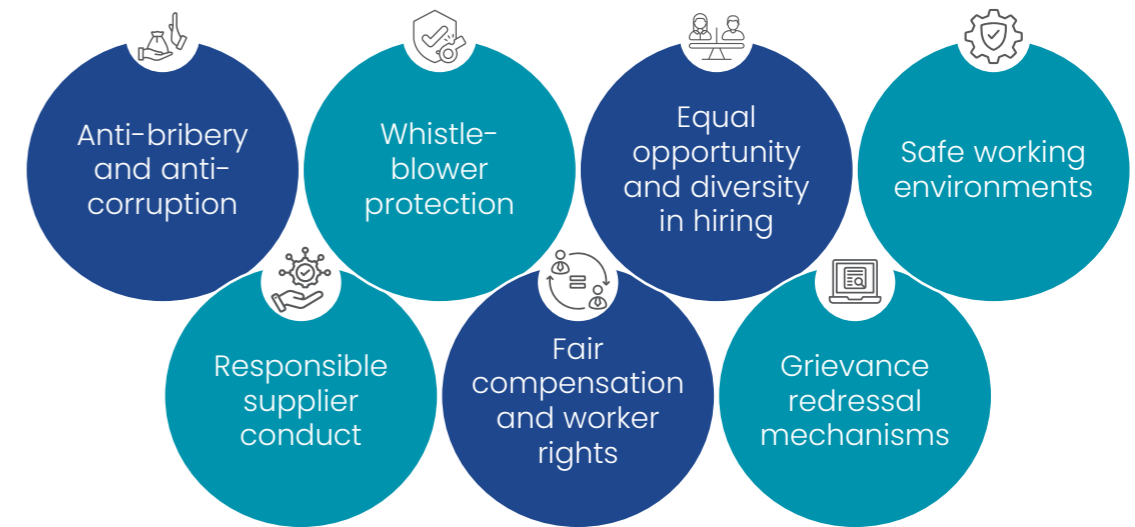 Anti-bribery
and anti-
corruption
Whistle-
blower
protection
Equal
opportunity
and diversity
in hiring
Safe working
environments
Responsible
supplier
conduct
Fair
compensation
and worker
rights
Grievance
redressal
mechanisms